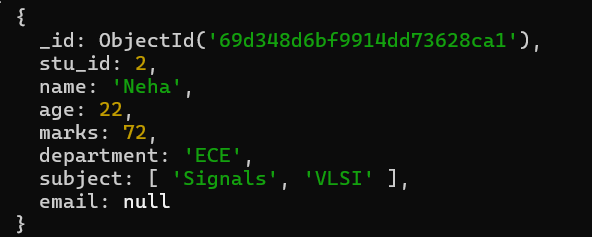 {
  _id: ObjectId('69d348d6bf9914dd73628ca1'),
  stu_id: 2,
  name: 'Neha',
  age: 22,
  marks: 72,
  department: 'ECE',
  subject: [ 'Signals', 'VLSI' ],
  email: null
}